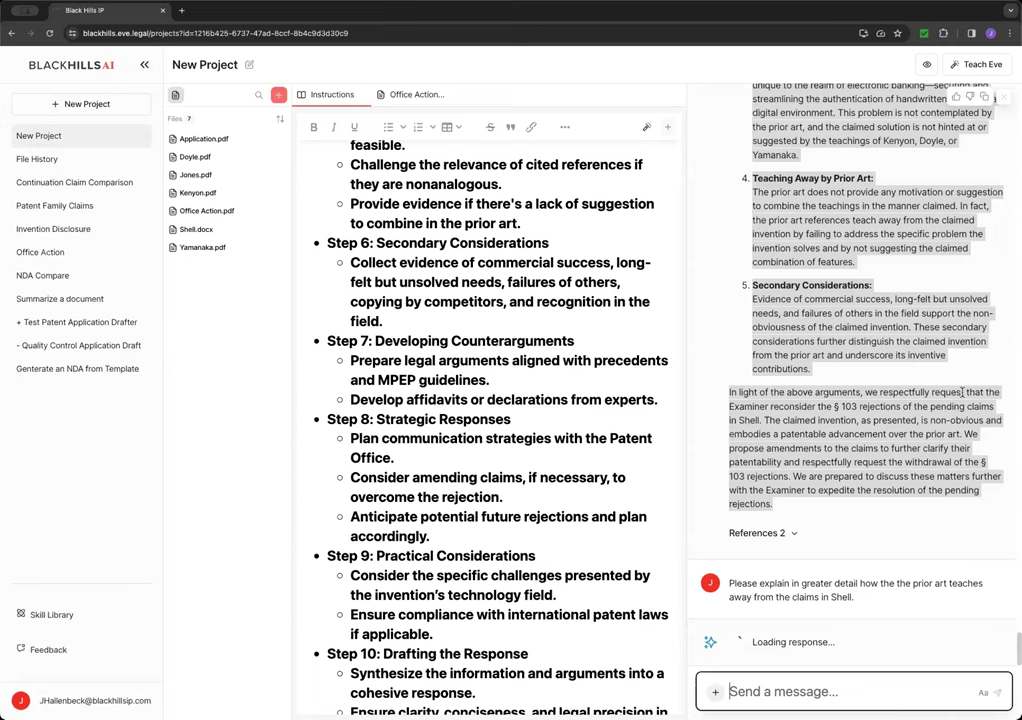 Black Hills IP
blackhills.eve.legal/projects?id=1216b425-6737-47ad-8ccf-8b4c9d3d30c9
J
BLACKHILLSAI
New Project
Teach Eve
+ New Project
New Project
File History
Continuation Claim Comparison
Patent Family Claims
Invention Disclosure
Office Action
NDA Compare
Summarize a document
+ Test Patent Application Drafter
- Quality Control Application Draft
Genterate an NDA from Template
Skill Library
Feedback
J
JHallenbeck@blackhillsip.com
Files 7
Application.pdf
Doyle.pdf
Jones.pdf
Kenyon.pdf
Office Action.pdf
Shell.docx
Yamanaka.pdf
Instructions
Office Action...
B I U
feasible.
Challenge the relevance of cited references if
they are nonanalogous.
Provide evidence if there's a lack of suggestion
to combine in the prior art.
Step 6: Secondary Considerations
Collect evidence of commercial success, long-
felt but unsolved needs, failures of others,
copying by competitors, and recognition in the
field.
Step 7: Developing Counterarguments
Prepare legal arguments aligned with precedents
and MPEP guidelines.
Develop affidavits or declarations from experts.
Step 8: Strategic Responses
Plan communication strategies with the Patent
Office.
Consider amending claims, if necessary, to
overcome the rejection.
Anticipate potential future rejections and plan
accordingly.
Step 9: Practical Considerations
Consider the specific challenges presented by
the invention's technology field.
Ensure compliance with international patent laws
if applicable.
Step 10: Drafting the Response
Synthesize the information and arguments into a
cohesive response.
Ensure clarity, conciseness, and legal precision in
unique to the realm of electronic banking—securing and
streamlining the authentication of handwritten
digital environment. This problem is not contemplated by
the prior art, and the claimed solution is not hinted at or
suggested by the teachings of Kenyon, Doyle, or
Yamanaka.
4. Teaching Away by Prior Art:
The prior art does not provide any motivation or suggestion
to combine the teachings in the manner claimed. In fact,
the prior art references teach away from the claimed
invention by failing to address the specific problem the
invention solves and by not suggesting the claimed
combination of features.
5. Secondary Considerations:
Evidence of commercial success, long-felt but unsolved
needs, and failures of others in the field support the non-
obviousness of the claimed invention. These secondary
considerations further distinguish the claimed invention
from the prior art and underscore its inventive
contributions.
In light of the above arguments, we respectfully request that the
Examiner reconsider the § 103 rejections of the pending claims
in Shell. The claimed invention, as presented, is non-obvious and
embodies a patentable advancement over the prior art. We
propose amendments to the claims to further clarify their
patentability and respectfully request the withdrawal of the §
103 rejections. We are prepared to discuss these matters further
with the Examiner to expedite the resolution of the pending
rejections.
References 2
J
Please explain in greater detail how the the prior art teaches
away from the claims in Shell.
Loading response...
Send a message...
Aa